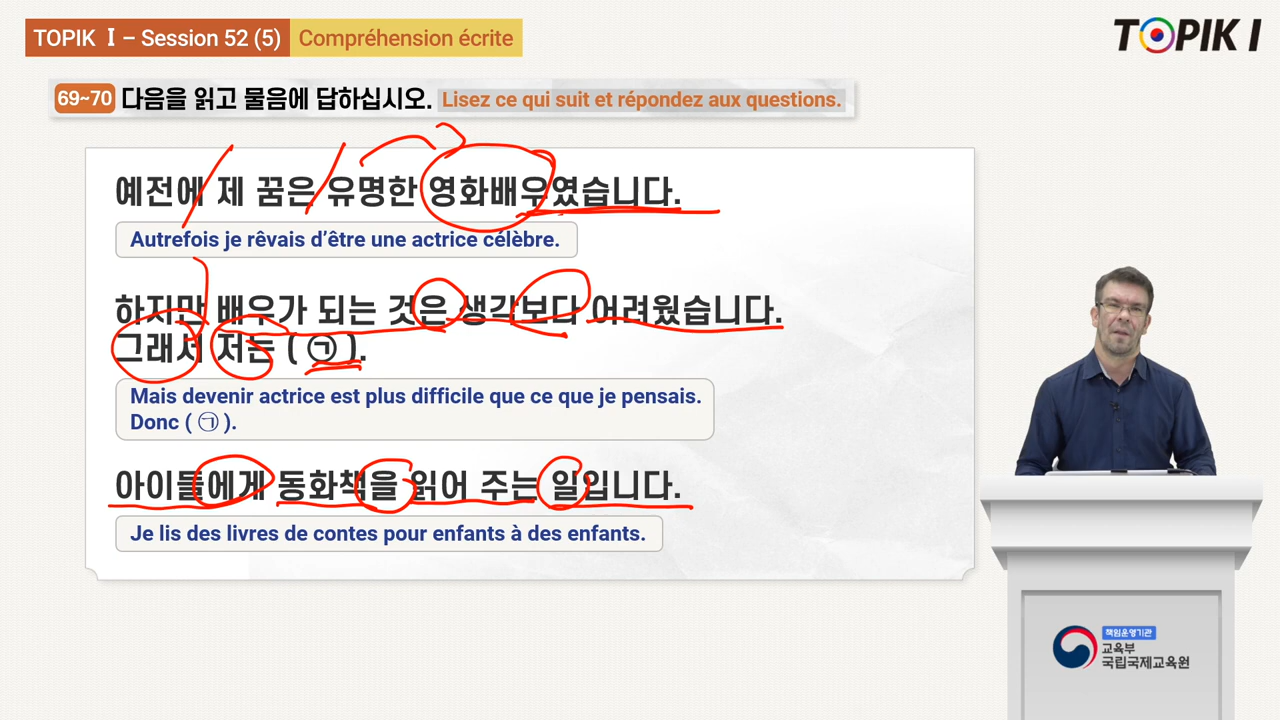 TOPIK I – Session 52 (5) Compréhension écrite
TOPIK I
69~70 다음을 읽고 물음에 답하십시오. Lisez ce qui suit et répondez aux questions.
예전에 제 꿈은 유명한 영화배우였습니다.
Autrefois je rêvais d’être une actrice célèbre.
하지만 배우가 되는 것은 생각보다 어려웠습니다.
그래서 저는 ( ㉠ ).
Mais devenir actrice est plus difficile que ce que je pensais.
Donc ( ㉠ ).
아이들에게 동화책을 읽어 주는 일입니다.
Je lis des livres de contes pour enfants à des enfants.
책임운영기관
교육부
국립국제교육원